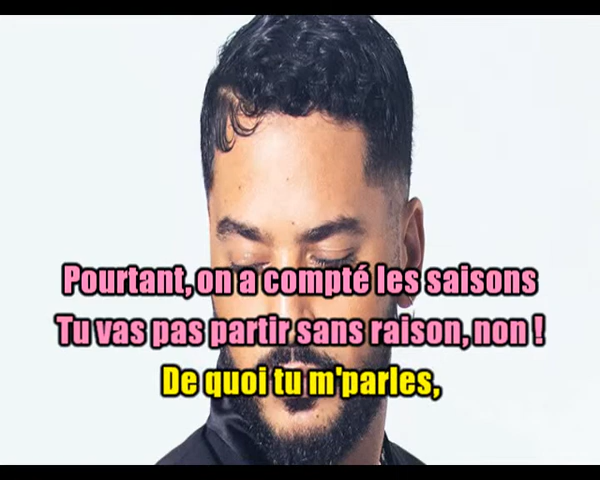 Pourtant, on a compté les saisons
Tu vas pas partir sans raison, non !
De quoi tu m'parles,